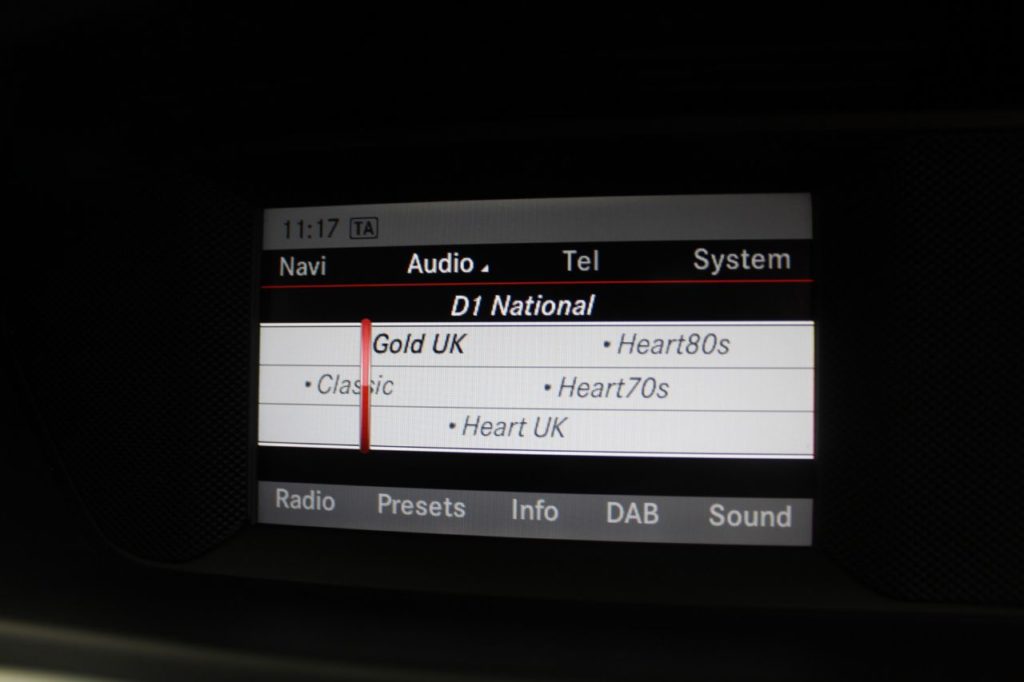 11:17 TA
Navi Audio Tel System
D1 National
Gold UK • Heart80s
• Classic • Heart70s
• Heart UK
Radio Presets Info DAB Sound